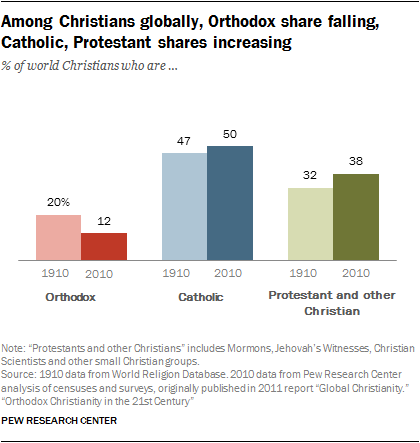 Among Christians globally, Orthodox share falling,
Catholic, Protestant shares increasing
% of world Christians who are ...
20%
12
47
50
32
38
1910 2010 1910 2010 1910 2010
Orthodox
Catholic
Protestant and other
Christian
Note: “Protestants and other Christians” includes Mormons, Jehovah’s Witnesses, Christian
Scientists and other small Christian groups.
Source: 1910 data from World Religion Database. 2010 data from Pew Research Center
analysis of censuses and surveys, originally published in 2011 report “Global Christianity.”
“Orthodox Christianity in the 21st Century”
PEW RESEARCH CENTER